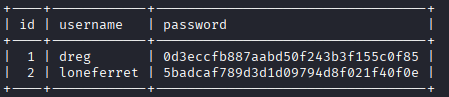 +----+------------+----------------------------------+
| id | username   | password                         |
+----+------------+----------------------------------+
|  1 | dreg       | 0d3eccfb887aabd50f243b3f155c0f85 |
|  2 | loneferret | 5badcaf789d3d1d09794d8f021f40f0e |
+----+------------+----------------------------------+